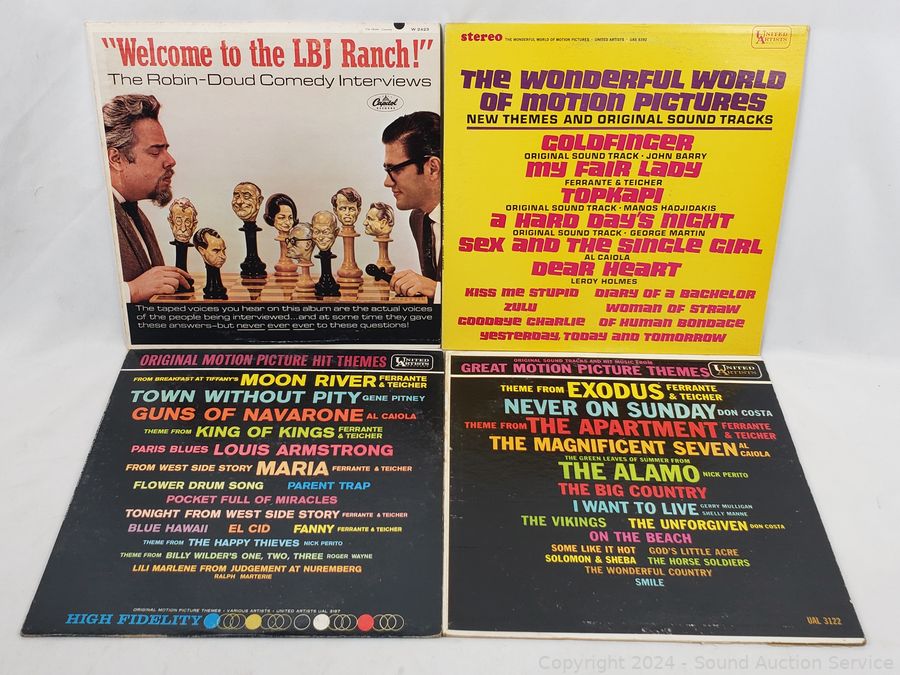 W 2423
"Welcome to the LBJ Ranch!"
The Robin-Doud Comedy Interviews
Capitol
The taped voices you hear on this album are the actual voices
of the people being interviewed...and at some time they gave
these answers—but never ever ever to these questions!
stereo THE WONDERFUL WORLD OF MOTION PICTURES · UNITED ARTISTS · UAS 6392
UNITED ARTISTS
THE WONDERFUL WORLD
OF MOTION PICTURES
NEW THEMES AND ORIGINAL SOUND TRACKS
GOLDFINGER
ORIGINAL SOUND TRACK · JOHN BARRY
MY FAIR LADY
FERRANTE & TEICHER
TOPKAPI
ORIGINAL SOUND TRACK · MANOS HADJIDAKIS
A HARD DAY'S NIGHT
ORIGINAL SOUND TRACK · GEORGE MARTIN
SEX AND THE SINGLE GIRL
AL CAIOLA
DEAR HEART
LEROY HOLMES
KISS ME STUPID DIARY OF A BACHELOR
ZULU WOMAN OF STRAW
GOODBYE CHARLIE OF HUMAN BONDAGE
YESTERDAY, TODAY AND TOMORROW
ORIGINAL MOTION PICTURE HIT THEMES UNITED ARTISTS
FROM BREAKFAST AT TIFFANY'S MOON RIVER FERRANTE & TEICHER
TOWN WITHOUT PITY GENE PITNEY
GUNS OF NAVARONE AL CAIOLA
THEME FROM KING OF KINGS FERRANTE & TEICHER
PARIS BLUES LOUIS ARMSTRONG
FROM WEST SIDE STORY MARIA FERRANTE & TEICHER
FLOWER DRUM SONG PARENT TRAP
POCKET FULL OF MIRACLES
TONIGHT FROM WEST SIDE STORY FERRANTE & TEICHER
BLUE HAWAII EL CID FANNY FERRANTE & TEICHER
THEME FROM THE HAPPY THIEVES NICK PERITO
THEME FROM BILLY WILDER'S ONE, TWO, THREE ROGER WAYNE
LILI MARLENE FROM JUDGEMENT AT NUREMBERG
RALPH MARTERIE
ORIGINAL MOTION PICTURE THEMES - VARIOUS ARTISTS - UNITED ARTISTS UAL 3197
HIGH FIDELITY
ORIGINAL SOUND TRACKS AND HIT MUSIC FROM
GREAT MOTION PICTURE THEMES UNITED ARTISTS
THEME FROM EXODUS FERRANTE & TEICHER
NEVER ON SUNDAY DON COSTA
THEME FROM THE APARTMENT FERRANTE & TEICHER
THE MAGNIFICENT SEVEN AL CAIOLA
THE GREEN LEAVES OF SUMMER FROM
THE ALAMO NICK PERITO
THE BIG COUNTRY
I WANT TO LIVE GERRY MULLIGAN SHELLY MANNE
THE VIKINGS THE UNFORGIVEN DON COSTA
ON THE BEACH
SOME LIKE IT HOT GOD'S LITTLE ACRE
SOLOMON & SHEBA THE HORSE SOLDIERS
THE WONDERFUL COUNTRY
SMILE
UAL 3122
Copyright 2024 - Sound Auction Service